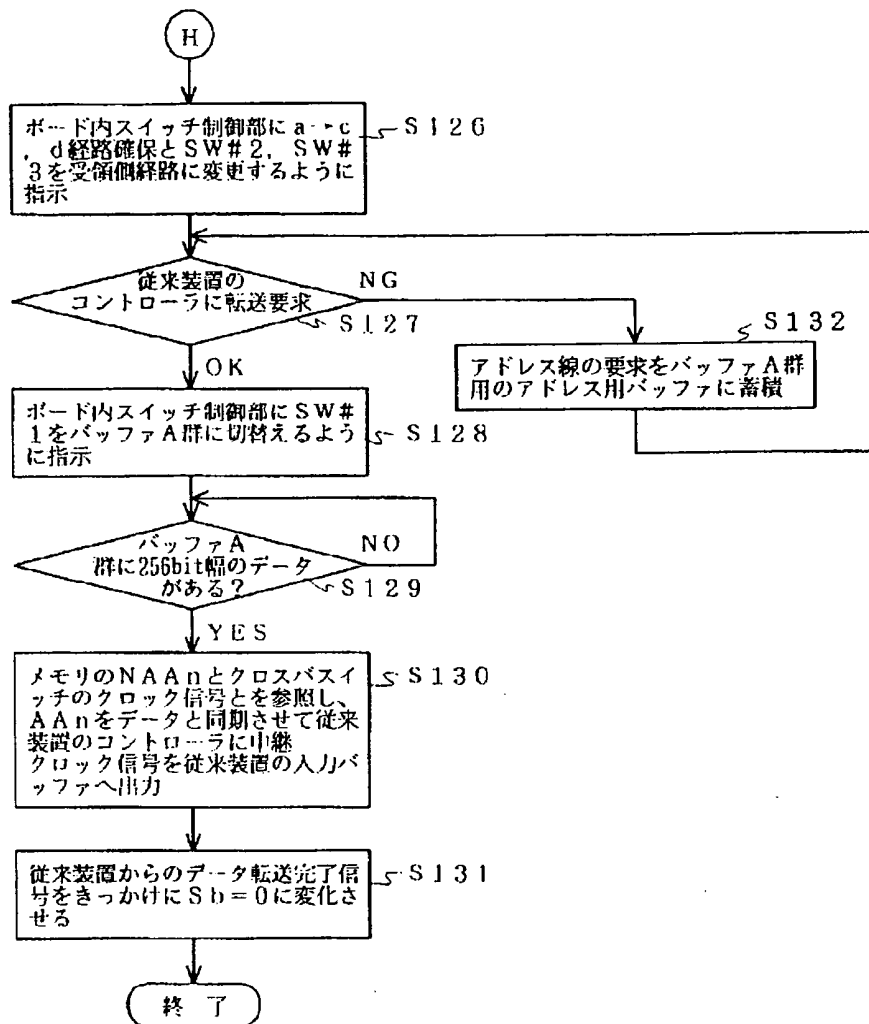 H
ボード内スイッチ制御部にa→c
,d経路確保とSW#2,SW#
3を受領側経路に変更するように
指示
S126
従来装置の
コントローラに転送要求
NG
S127
OK
S132
アドレス線の要求をバッファA群
用のアドレス用バッファに蓄積
ボード内スイッチ制御部にSW#
1をバッファA群に切替えるよう
に指示
S128
バッファA
群に256bit幅のデータ
がある?
NO
S129
YES
メモリのNAAnとクロスバスイ
ッチのクロック信号とを参照し、
AAnをデータと同期させて従来
装置のコントローラに中継
クロック信号を従来装置の入力バ
ッファへ出力
S130
従来装置からのデータ転送完了信
号をきっかけにSb=0に変化さ
せる
S131
終了